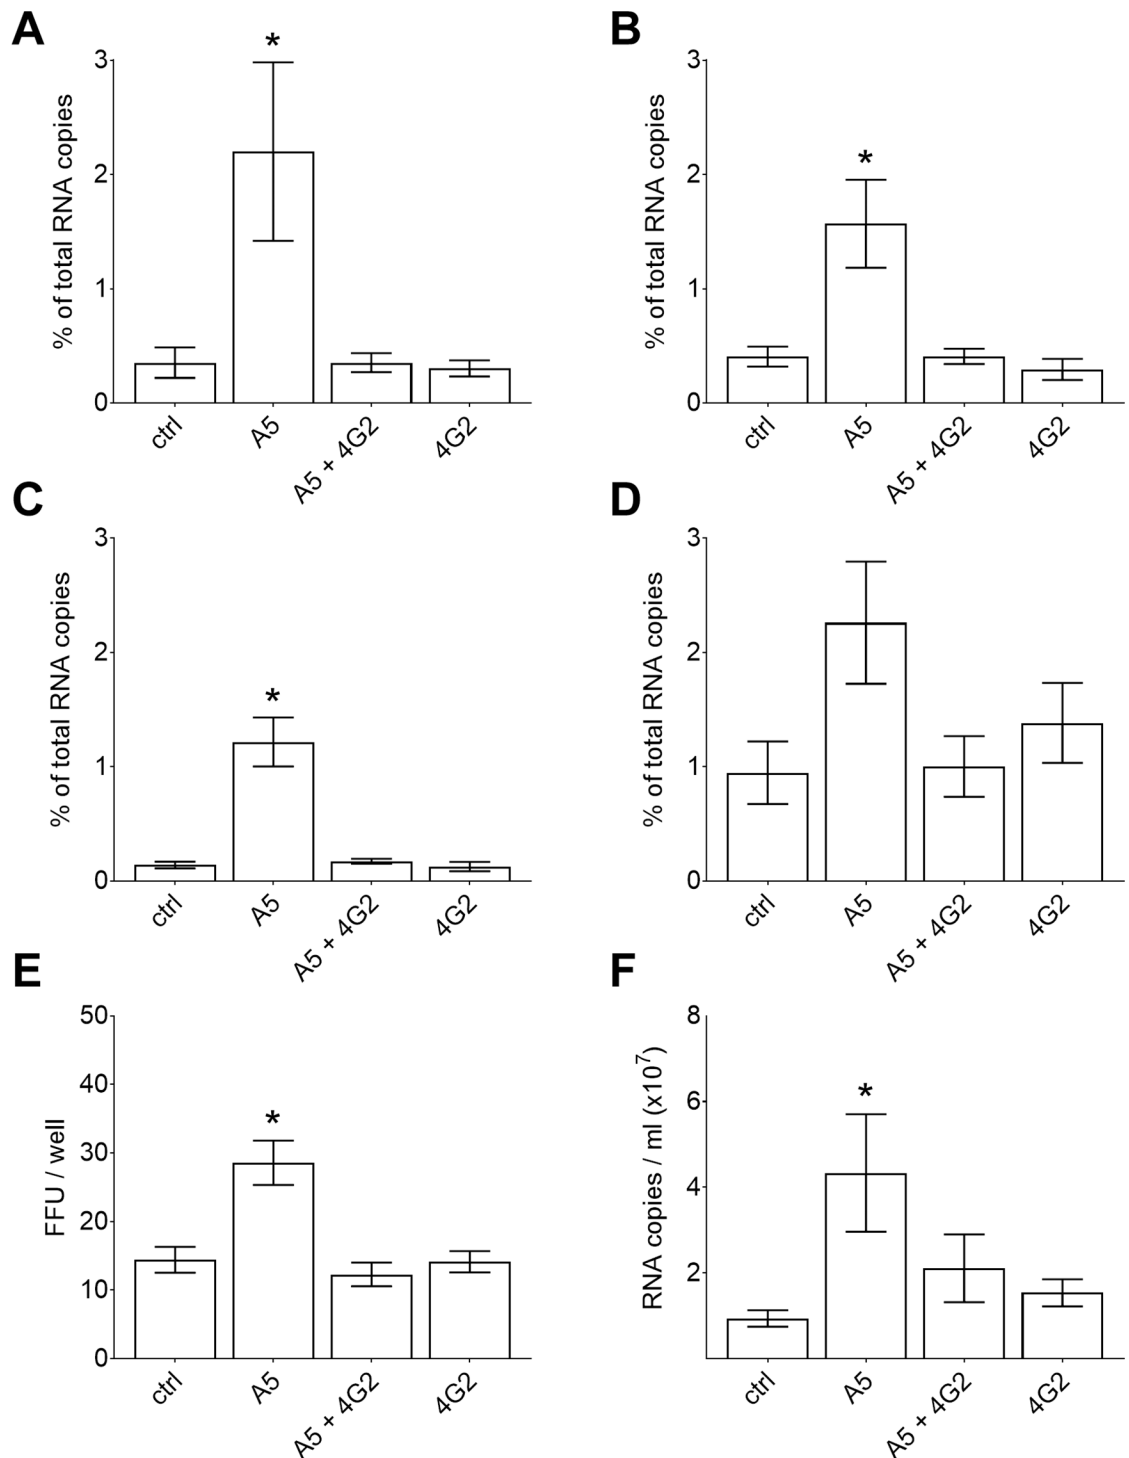 A
% of total RNA copies
3
2
1
0
*
ctrl
A5
A5 + 4G2
4G2
B
% of total RNA copies
3
2
1
0
*
ctrl
A5
A5 + 4G2
4G2
C
% of total RNA copies
3
2
1
0
*
ctrl
A5
A5 + 4G2
4G2
D
% of total RNA copies
3
2
1
0
ctrl
A5
A5 + 4G2
4G2
E
FFU / well
50
40
30
20
10
0
*
ctrl
A5
A5 + 4G2
4G2
F
RNA copies / ml (x10⁷)
8
6
4
2
*
ctrl
A5
A5 + 4G2
4G2